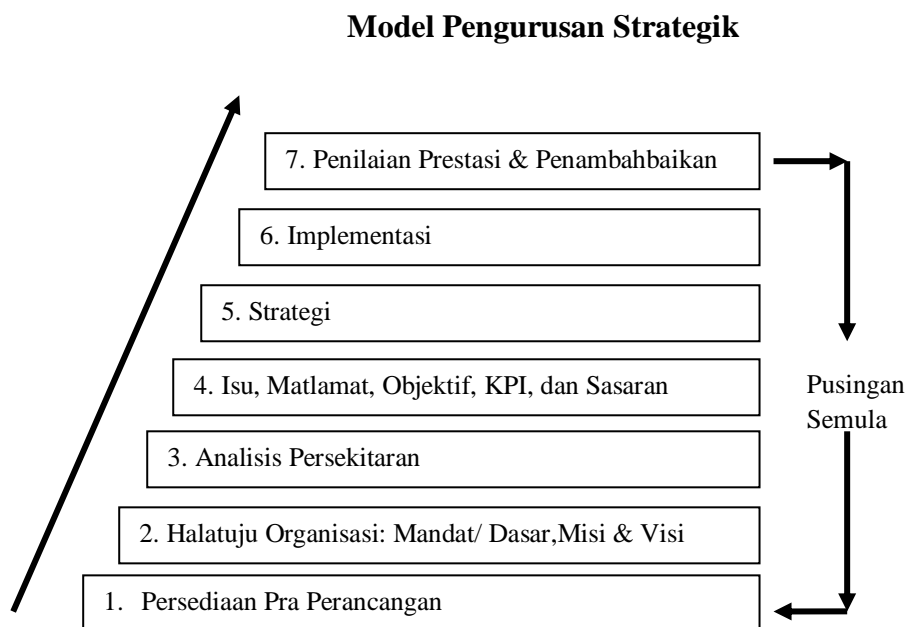 Model Pengurusan Strategik
7. Penilaian Prestasi & Penambahbaikan
6. Implementasi
5. Strategi
4. Isu, Matlamat, Objektif, KPI, dan Sasaran
Pusingan
Semula
3. Analisis Persekitaran
2. Halatuju Organisasi: Mandat/ Dasar,Misi & Visi
1. Persediaan Pra Perancangan